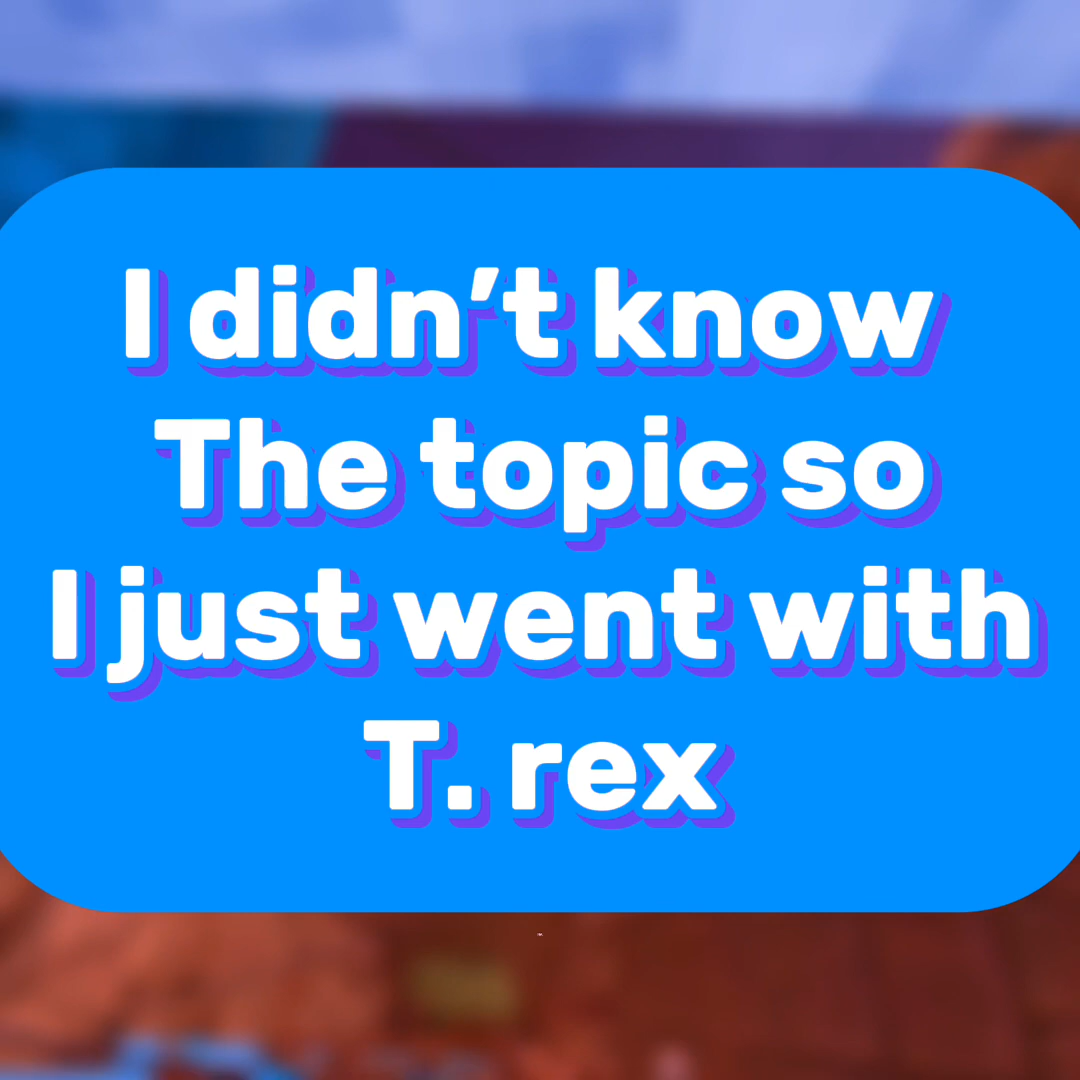 I didn’t know
The topic so
I just went with
T. rex